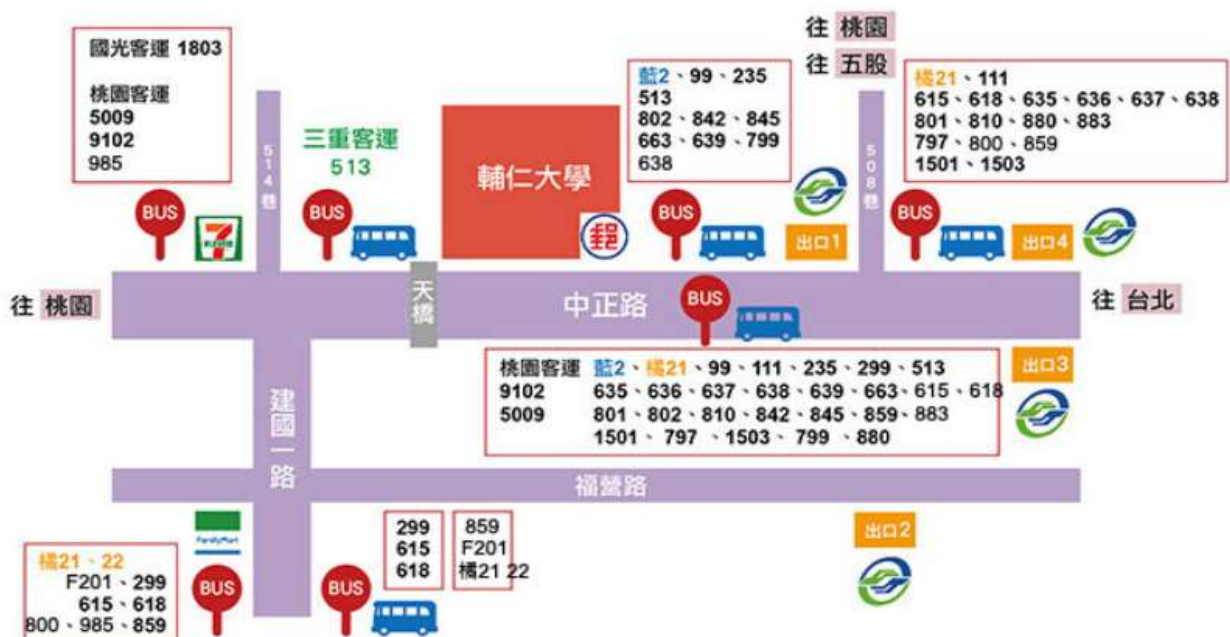 往 桃園
往 五股
國光客運 1803
桃園客運
5009
9102
985
三重客運
513
514巷
輔仁大學
郵
藍2、99、235
513
802、842、845
663、639、799
638
508巷
橘21、111
615、618、635、636、637、638
801、810、880、883
797、800、859
1501、1503
BUS
7
ELEVEN
BUS
BUS
出口1
BUS
出口4
往 桃園
天橋
中正路
BUS
往 台北
出口3
桃園客運 藍2、橘21、99、111、235、299、513
9102 635、636、637、638、639、663、615、618
5009 801、802、810、842、845、859、883
1501、797、1503、799、880
建國一路
福營路
FamilyMart
橘21、22
F201、299
615、618
800、985、859
BUS
BUS
299
615
618
859
F201
橘21 22
出口2